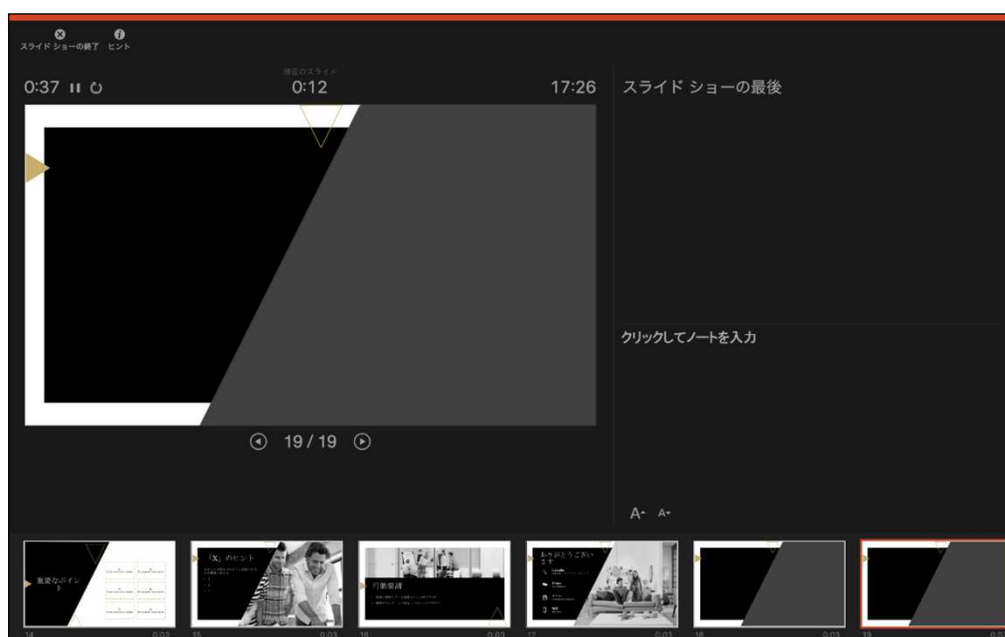 スライド ショーの終了 ヒント
0:37
現在のスライド
0:12
17:26
スライド ショーの最後
クリックしてノートを入力
19 / 19
A A
重要なポイント
「X」のヒント
行動喚起
ありがとうございます
14 0:03
15 0:03
16 0:03
17 0:03
18 0:03
19